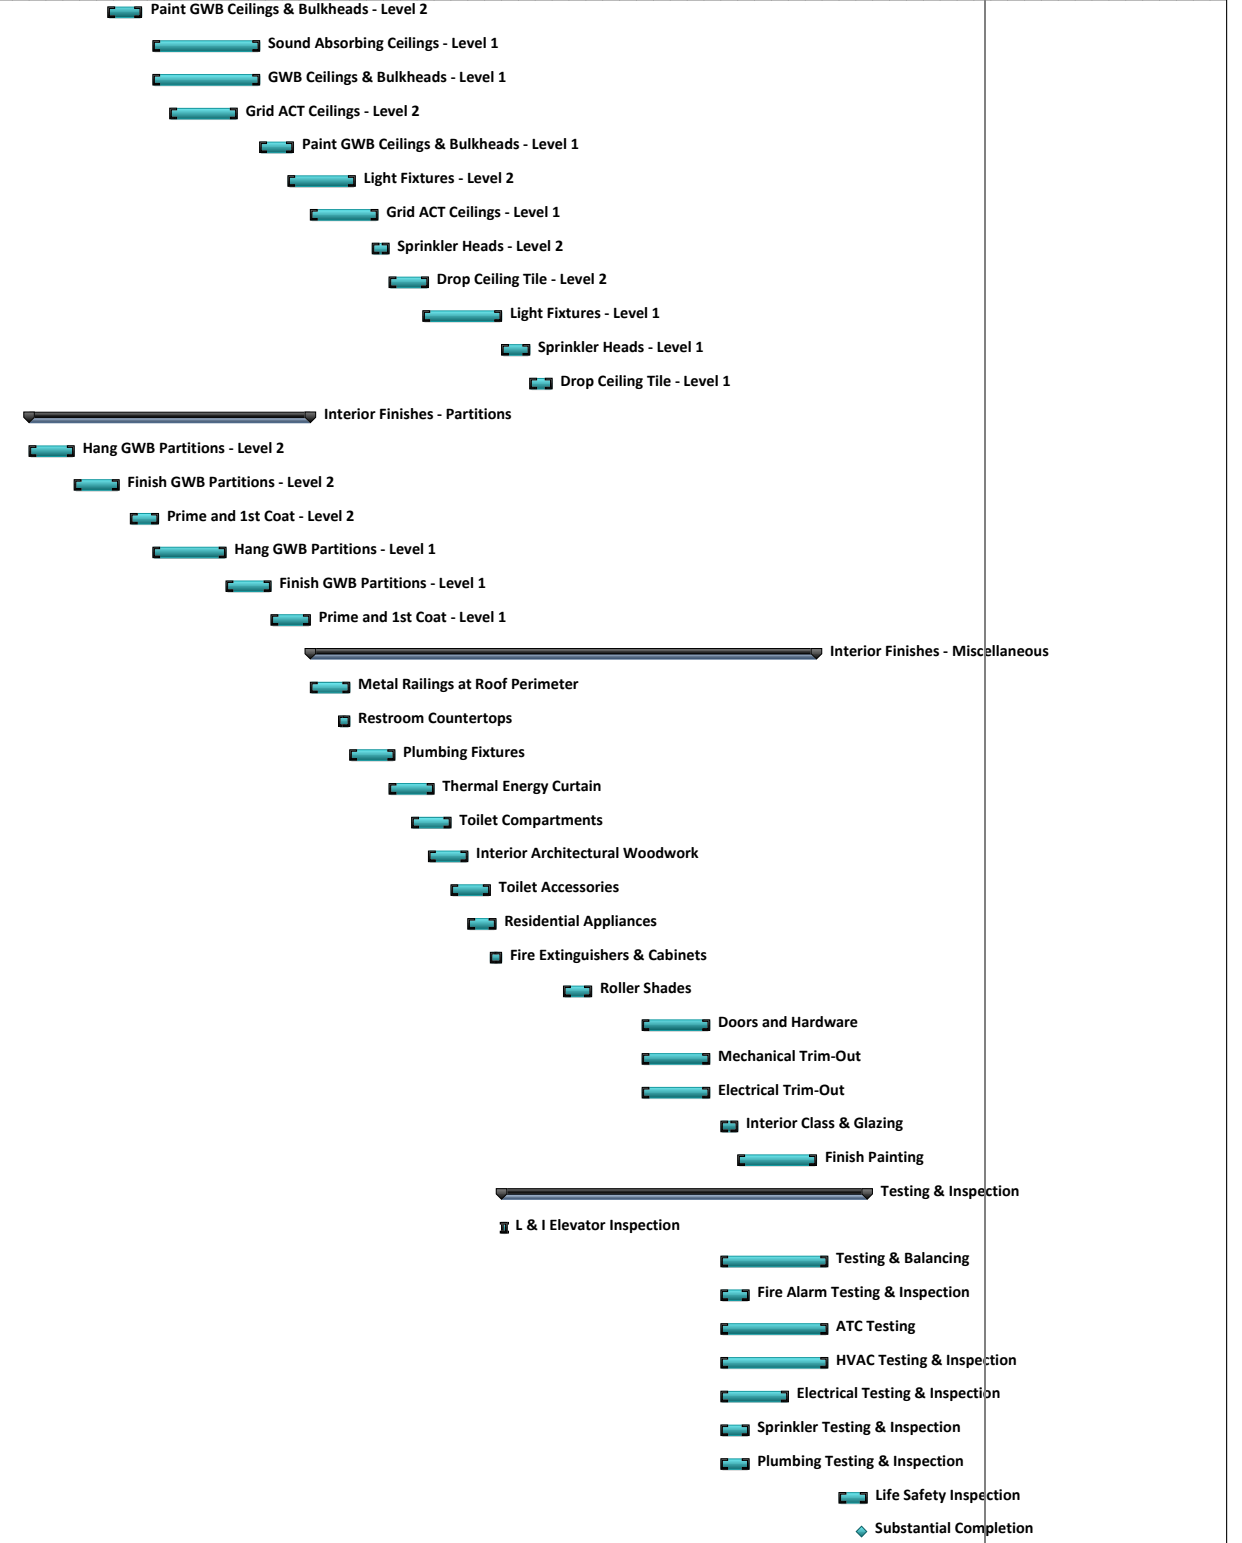 Paint GWB Ceilings & Bulkheads - Level 2
Sound Absorbing Ceilings - Level 1
GWB Ceilings & Bulkheads - Level 1
Grid ACT Ceilings - Level 2
Paint GWB Ceilings & Bulkheads - Level 1
Light Fixtures - Level 2
Grid ACT Ceilings - Level 1
Sprinkler Heads - Level 2
Drop Ceiling Tile - Level 2
Light Fixtures - Level 1
Sprinkler Heads - Level 1
Drop Ceiling Tile - Level 1
Interior Finishes - Partitions
Hang GWB Partitions - Level 2
Finish GWB Partitions - Level 2
Prime and 1st Coat - Level 2
Hang GWB Partitions - Level 1
Finish GWB Partitions - Level 1
Prime and 1st Coat - Level 1
Interior Finishes - Miscellaneous
Metal Railings at Roof Perimeter
Restroom Countertops
Plumbing Fixtures
Thermal Energy Curtain
Toilet Compartments
Interior Architectural Woodwork
Toilet Accessories
Residential Appliances
Fire Extinguishers & Cabinets
Roller Shades
Doors and Hardware
Mechanical Trim-Out
Electrical Trim-Out
Interior Class & Glazing
Finish Painting
Testing & Inspection
L & I Elevator Inspection
Testing & Balancing
Fire Alarm Testing & Inspection
ATC Testing
HVAC Testing & Inspection
Electrical Testing & Inspection
Sprinkler Testing & Inspection
Plumbing Testing & Inspection
Life Safety Inspection
Substantial Completion